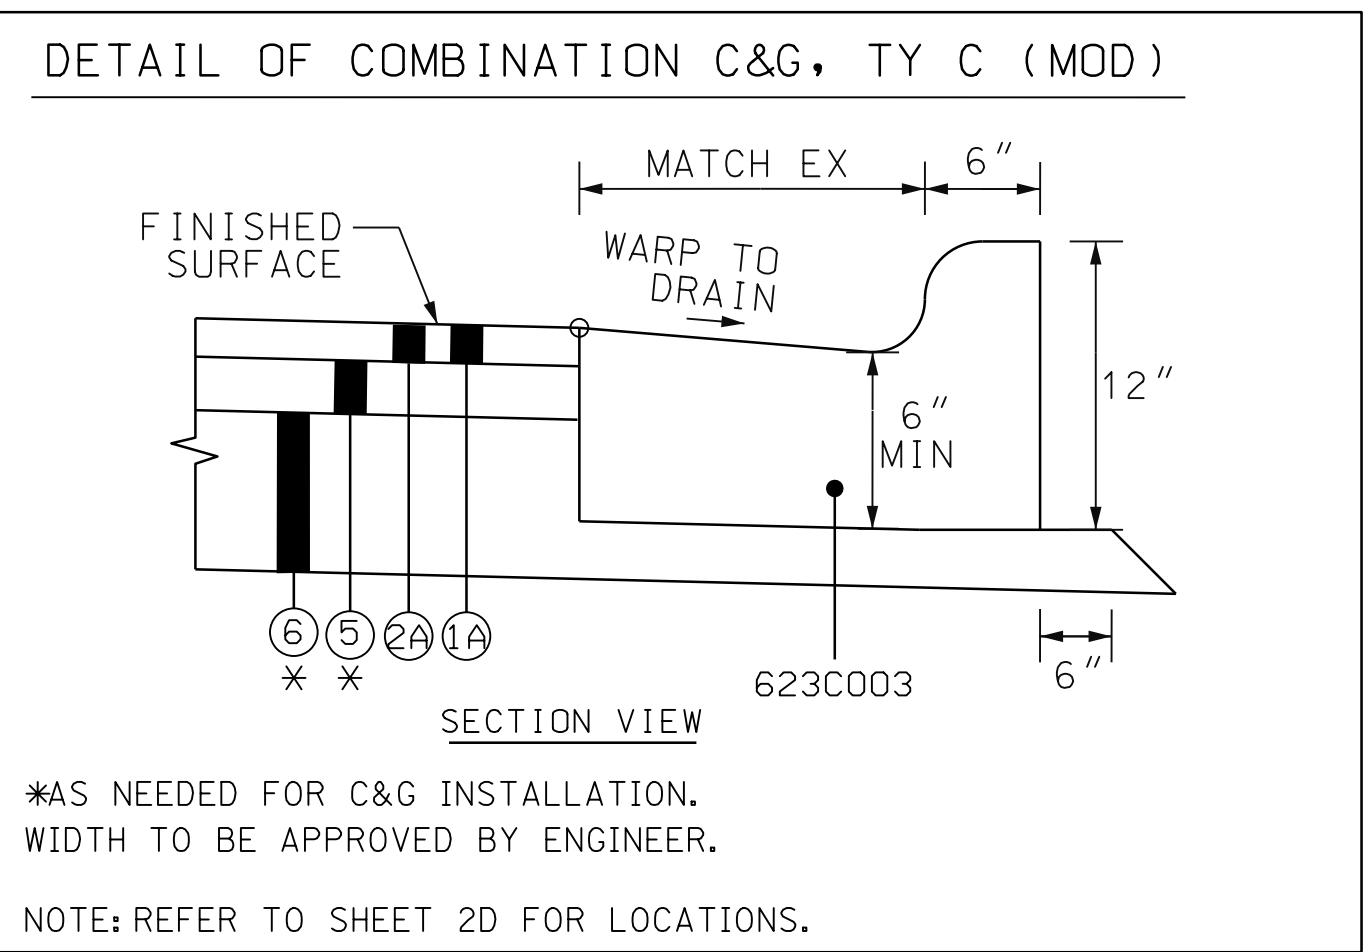 DETAIL OF COMBINATION C&G, TY C (MOD)
MATCH EX
6"
FINISHED
SURFACE
WARP TO
DRAIN
12"
6"
MIN
6
5
2A
1A
*
*
623C003
6"
SECTION VIEW
*AS NEEDED FOR C&G INSTALLATION.
WIDTH TO BE APPROVED BY ENGINEER.
NOTE: REFER TO SHEET 2D FOR LOCATIONS.